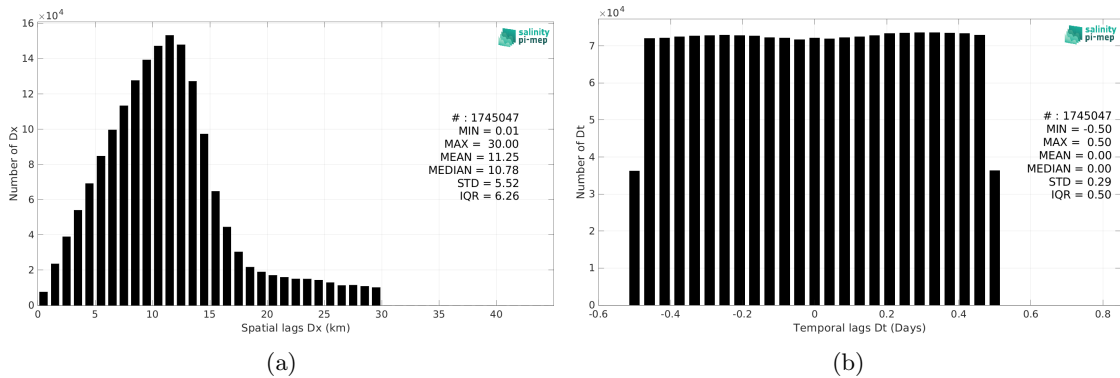 ×10⁴
16
14
12
10
8
6
4
2
0
Number of Dx
0 5 10 15 20 25 30 40
Spatial lags Dx (km)
salinity
pi-mep
# : 1745047
MIN = 0.01
MAX = 30.00
MEAN = 11.25
MEDIAN = 10.78
STD = 5.52
IQR = 6.26
(a)
×10⁴
7
6
5
4
3
2
1
0
Number of Dt
-0.6 -0.4 -0.2 0 0.2 0.4 0.6 0.8
Temporal lags Dt (Days)
salinity
pi-mep
# : 1745047
MIN = -0.50
MAX = 0.50
MEAN = 0.00
MEDIAN = 0.00
STD = 0.29
IQR = 0.50
(b)